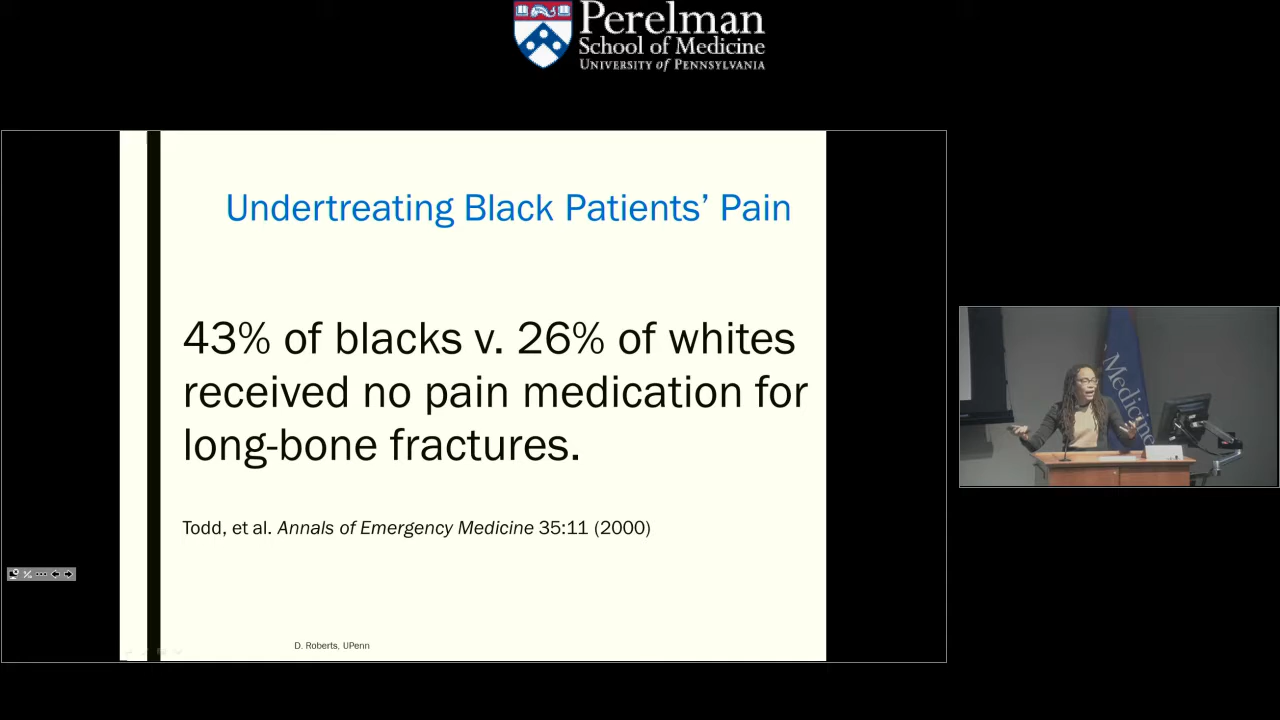 Perelman
School of Medicine
UNIVERSITY of PENNSYLVANIA
Undertreating Black Patients' Pain
43% of blacks v. 26% of whites
received no pain medication for
long-bone fractures.
Todd, et al. Annals of Emergency Medicine 35:11 (2000)
D. Roberts, UPenn
Medicine